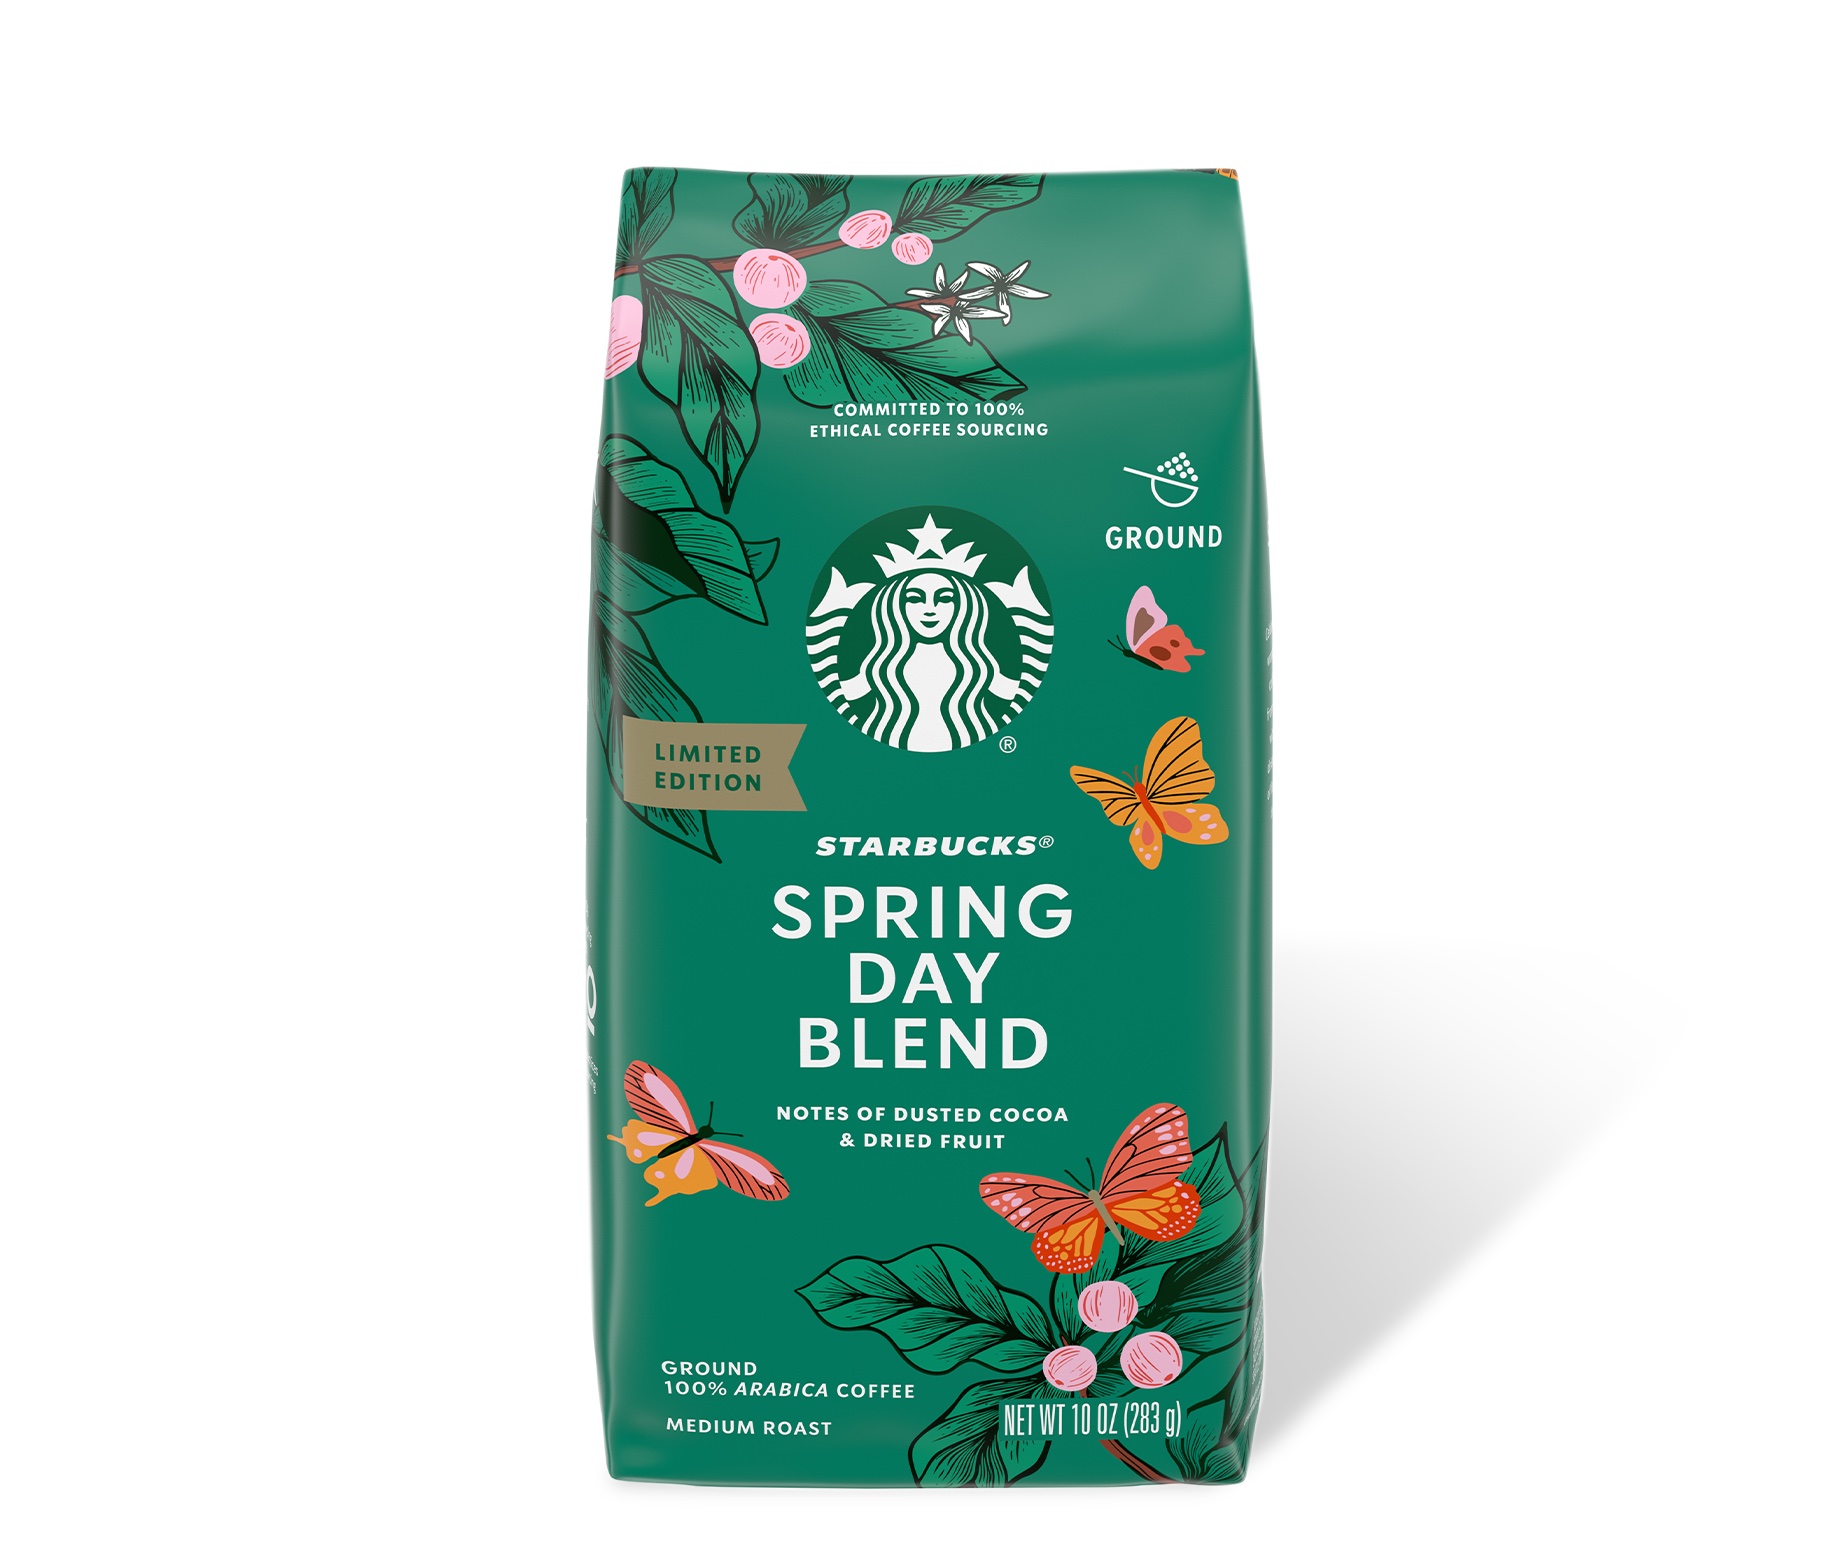 COMMITTED TO 100%
ETHICAL COFFEE SOURCING
GROUND
®
LIMITED
EDITION
STARBUCKS®
SPRING
DAY
BLEND
NOTES OF DUSTED COCOA
& DRIED FRUIT
GROUND
100% ARABICA COFFEE
MEDIUM ROAST
NET WT 10 OZ (283 g)